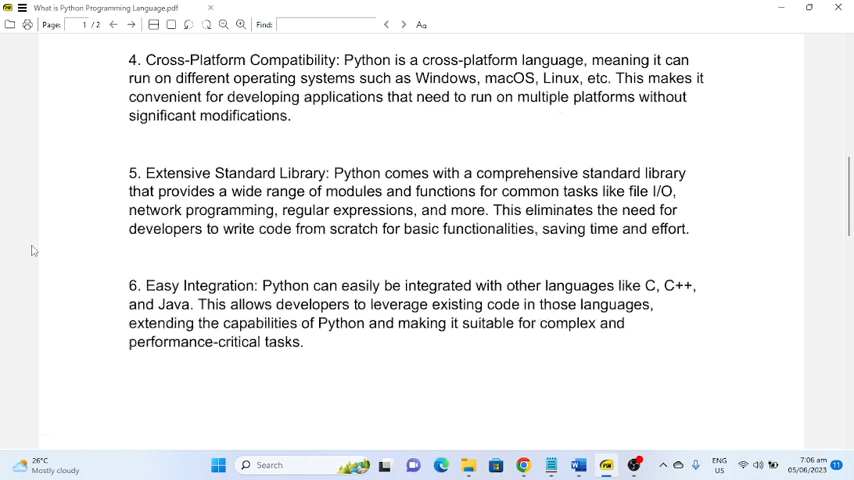 What is Python Programming Language.pdf
Page: 1 / 2 Find: Aa
4. Cross-Platform Compatibility: Python is a cross-platform language, meaning it can
run on different operating systems such as Windows, macOS, Linux, etc. This makes it
convenient for developing applications that need to run on multiple platforms without
significant modifications.
5. Extensive Standard Library: Python comes with a comprehensive standard library
that provides a wide range of modules and functions for common tasks like file I/O,
network programming, regular expressions, and more. This eliminates the need for
developers to write code from scratch for basic functionalities, saving time and effort.
6. Easy Integration: Python can easily be integrated with other languages like C, C++,
and Java. This allows developers to leverage existing code in those languages,
extending the capabilities of Python and making it suitable for complex and
performance-critical tasks.
26°C
Mostly cloudy
Search
ENG
US
7:06 am
05/06/2023
11